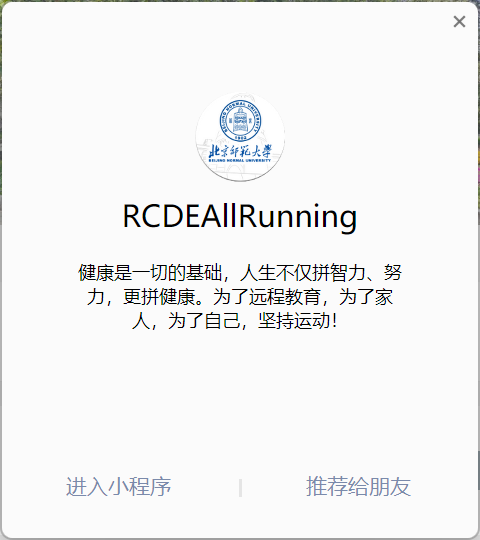 BEIJING NORMAL UNIVERSITY
1902
北京师范大学
BEIJING NORMAL UNIVERSITY
RCDEAllRunning
健康是一切的基础，人生不仅拼智力、努
力，更拼健康。为了远程教育，为了家
人，为了自己，坚持运动！
进入小程序
推荐给朋友